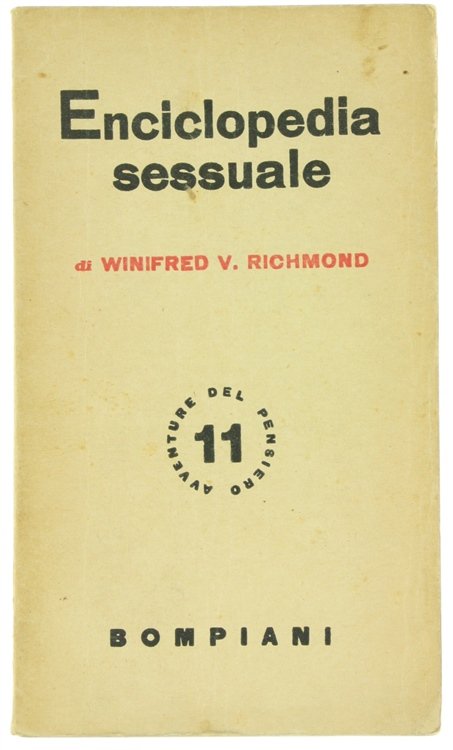 Enciclopedia
sessuale
di WINIFRED V. RICHMOND
AVVENTURE DEL PENSIERO
11
BOMPIANI